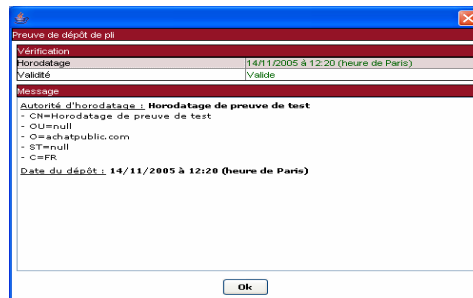 Preuve de dépôt de pli
Vérification
Horodatage 14/11/2005 à 12:20 (heure de Paris)
Validité Valide
Message
Autorité d'horodatage : Horodatage de preuve de test
- CN=Horodatage de preuve de test
- OU=null
- O=achatpublic.com
- ST=null
- C=FR
Date du dépôt : 14/11/2005 à 12:20 (heure de Paris)
Ok